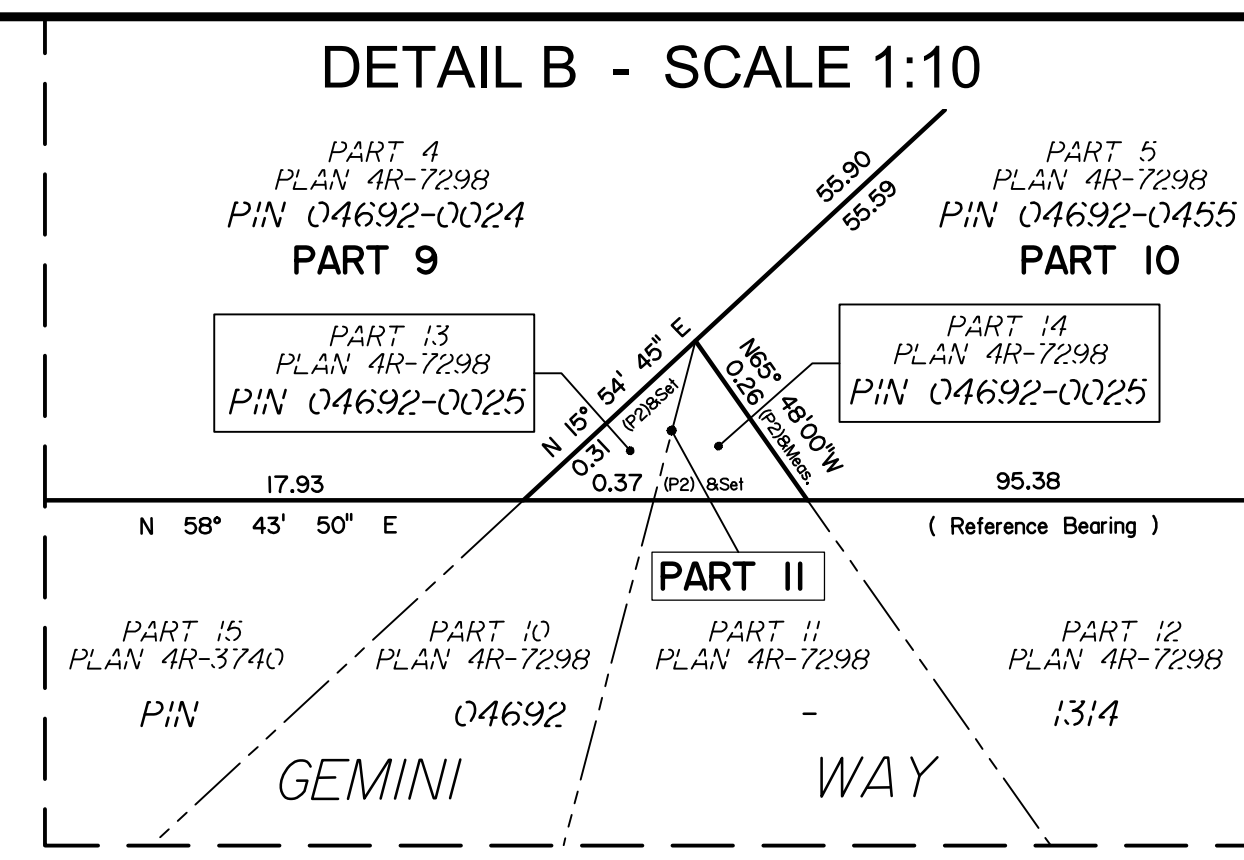 DETAIL B - SCALE 1:10
PART 4
PLAN 4R-7298
PIN 04692-0024
PART 9
55.90
55.59
PART 5
PLAN 4R-7298
PIN 04692-0455
PART 10
PART 13
PLAN 4R-7298
PIN 04692-0025
N 15° 54' 45" E
0.31 (P2)&Set
N65° 48'00"W
0.26 (P2)&Meas.
PART 14
PLAN 4R-7298
PIN 04692-0025
17.93
0.37 (P2) &Set
95.38
N 58° 43' 50" E
( Reference Bearing )
PART 11
PART 15
PLAN 4R-3740
PART 10
PLAN 4R-7298
PART 11
PLAN 4R-7298
PART 12
PLAN 4R-7298
PIN 04692 - 1314
GEMINI WAY